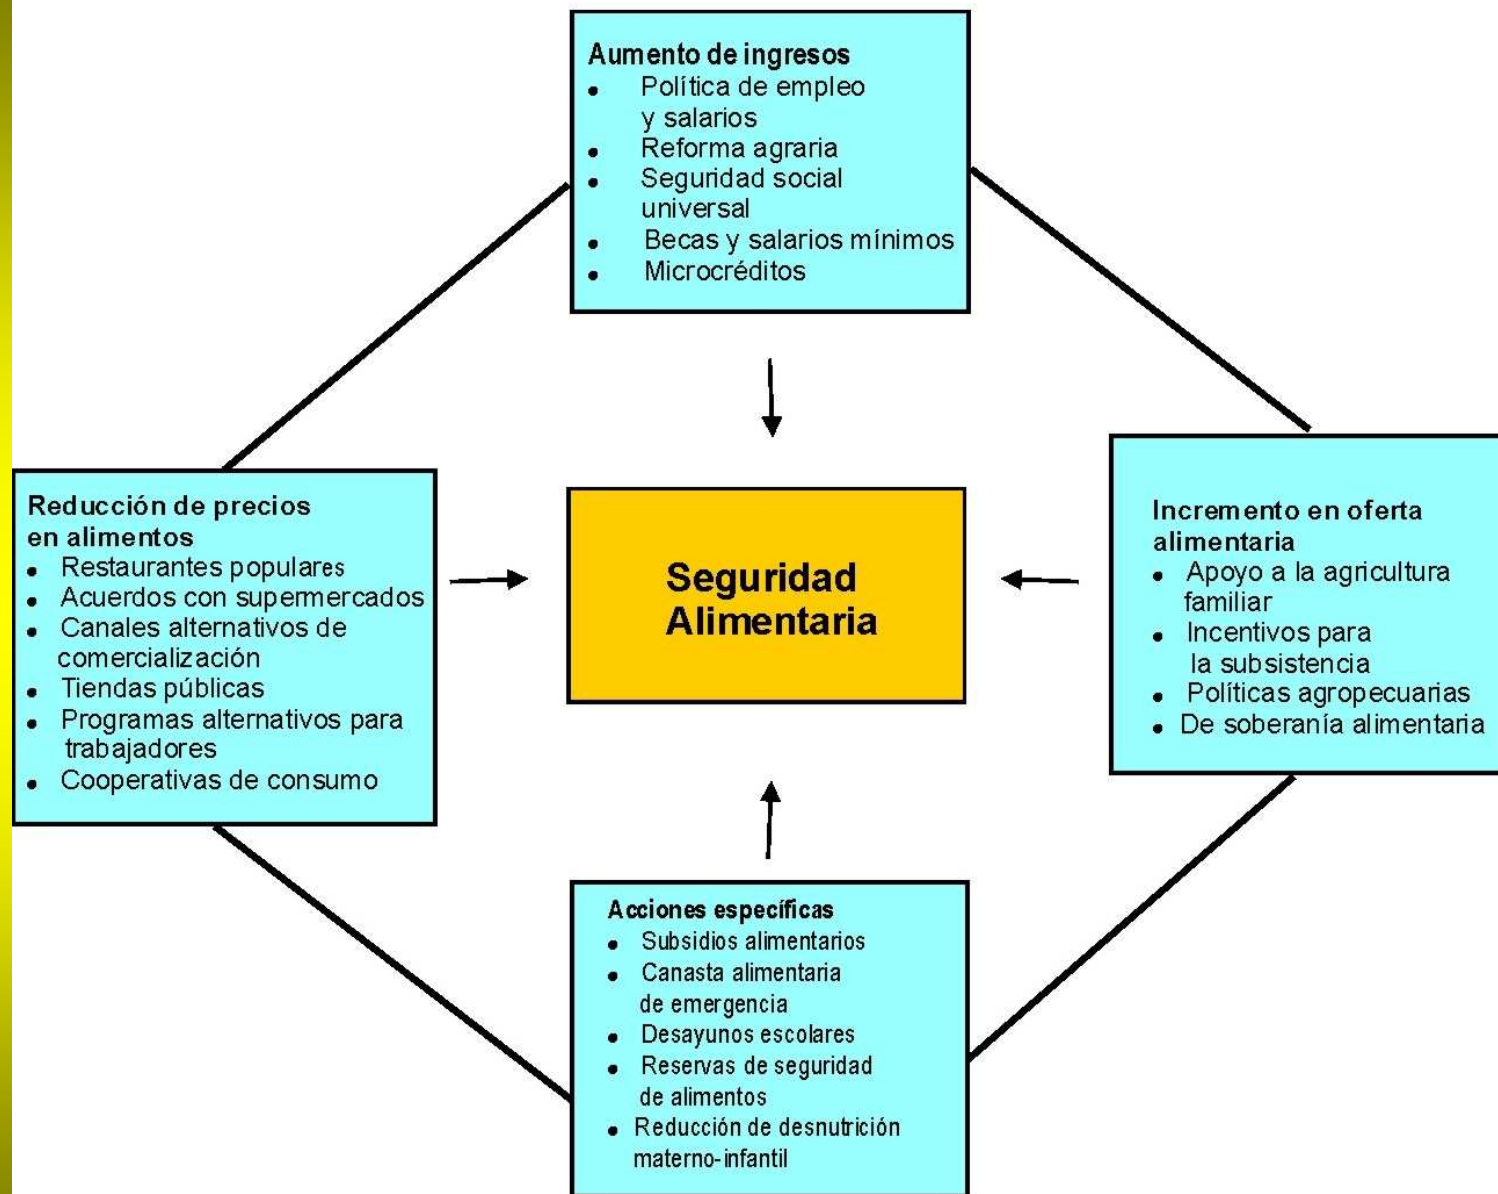 Aumento de ingresos
• Política de empleo
y salarios
• Reforma agraria
• Seguridad social
universal
• Becas y salarios mínimos
• Microcréditos
Reducción de precios
en alimentos
• Restaurantes populares
• Acuerdos con supermercados
• Canales alternativos de
comercialización
• Tiendas públicas
• Programas alternativos para
trabajadores
• Cooperativas de consumo
Seguridad
Alimentaria
Incremento en oferta
alimentaria
• Apoyo a la agricultura
familiar
• Incentivos para
la subsistencia
• Políticas agropecuarias
• De soberanía alimentaria
Acciones específicas
• Subsidios alimentarios
• Canasta alimentaria
de emergencia
• Desayunos escolares
• Reservas de seguridad
de alimentos
• Reducción de desnutrición
materno-infantil